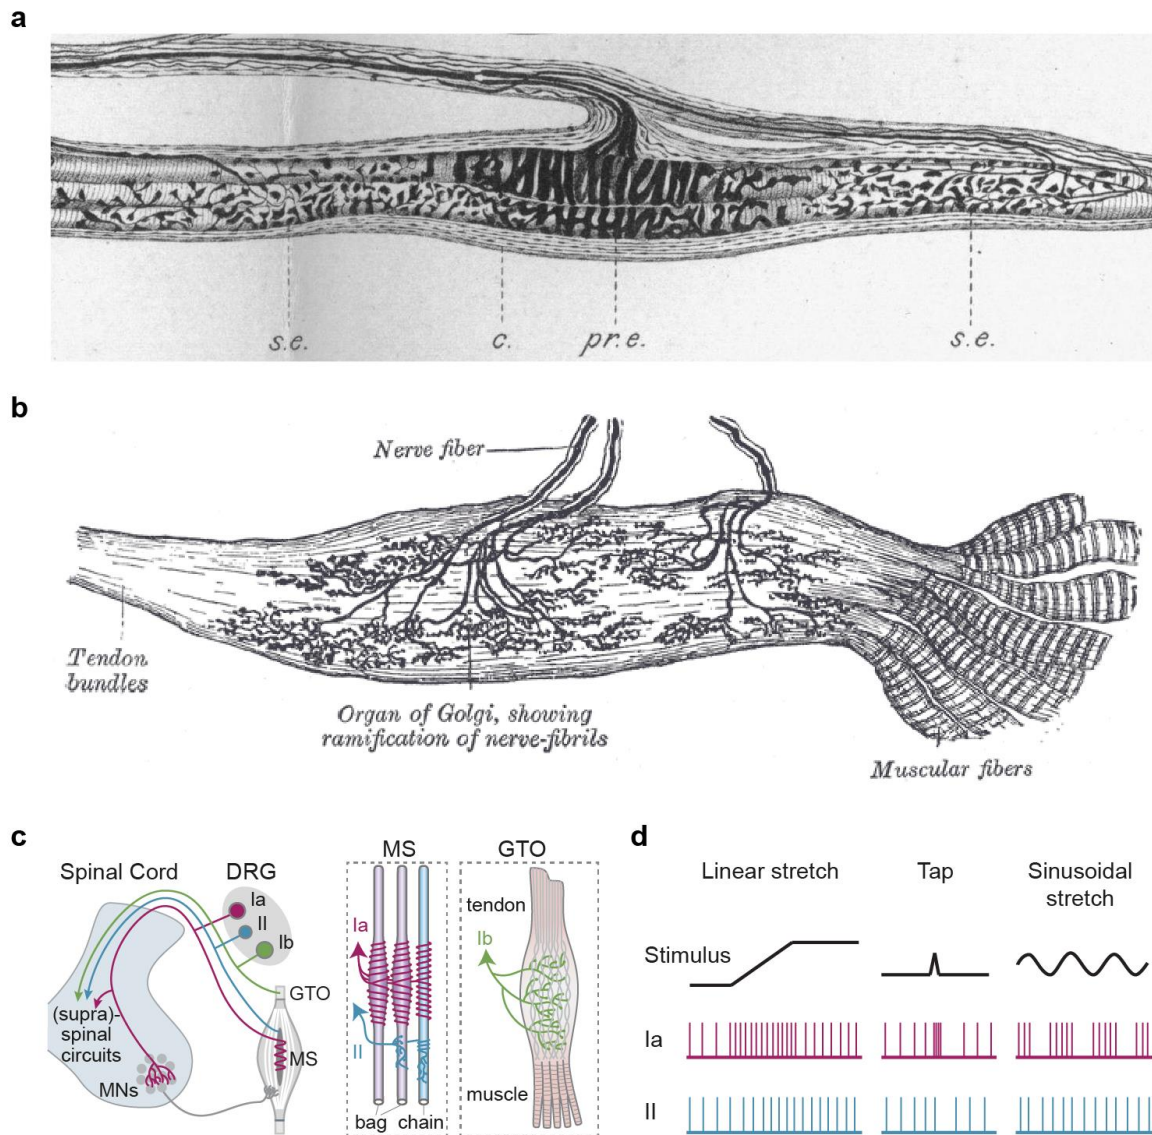 a
s.e.
c.
pr.e.
s.e.
b
Nerve fiber
Tendon
bundles
Organ of Golgi, showing
ramification of nerve-fibrils
Muscular fibers
c
Spinal Cord
DRG
Ia
II
Ib
GTO
(supra)-
spinal
circuits
MS
MNs
MS
Ia
II
bag
chain
GTO
tendon
Ib
muscle
d
Linear stretch
Tap
Sinusoidal
stretch
Stimulus
Ia
II